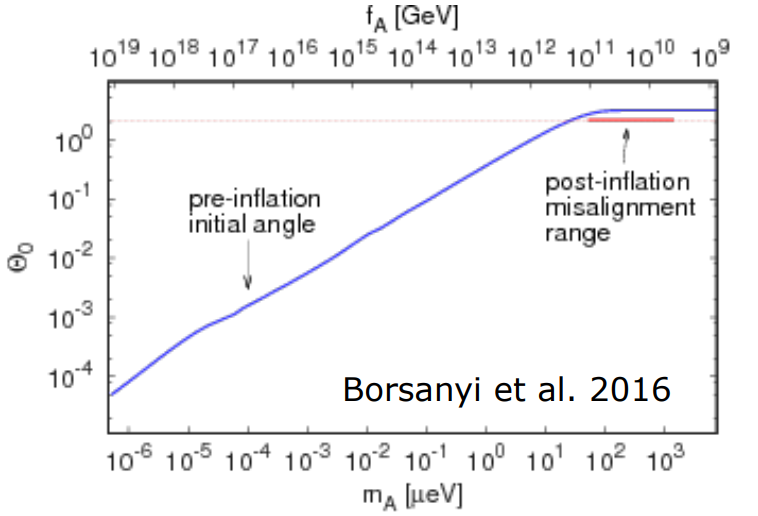 f_A [GeV]
10^19 10^18 10^17 10^16 10^15 10^14 10^13 10^12 10^11 10^10 10^9
10^0
10^-1
10^-2
10^-3
10^-4
Θ_0
pre-inflation
initial angle
post-inflation
misalignment
range
Borsanyi et al. 2016
10^-6 10^-5 10^-4 10^-3 10^-2 10^-1 10^0 10^1 10^2 10^3
m_A [μeV]